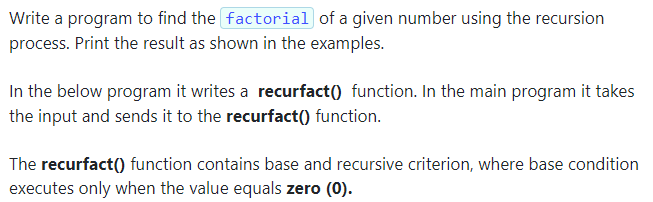 Write a program to find the factorial of a given number using the recursion
process. Print the result as shown in the examples.
In the below program it writes a recurfact() function. In the main program it takes
the input and sends it to the recurfact() function.
The recurfact() function contains base and recursive criterion, where base condition
executes only when the value equals zero (0).